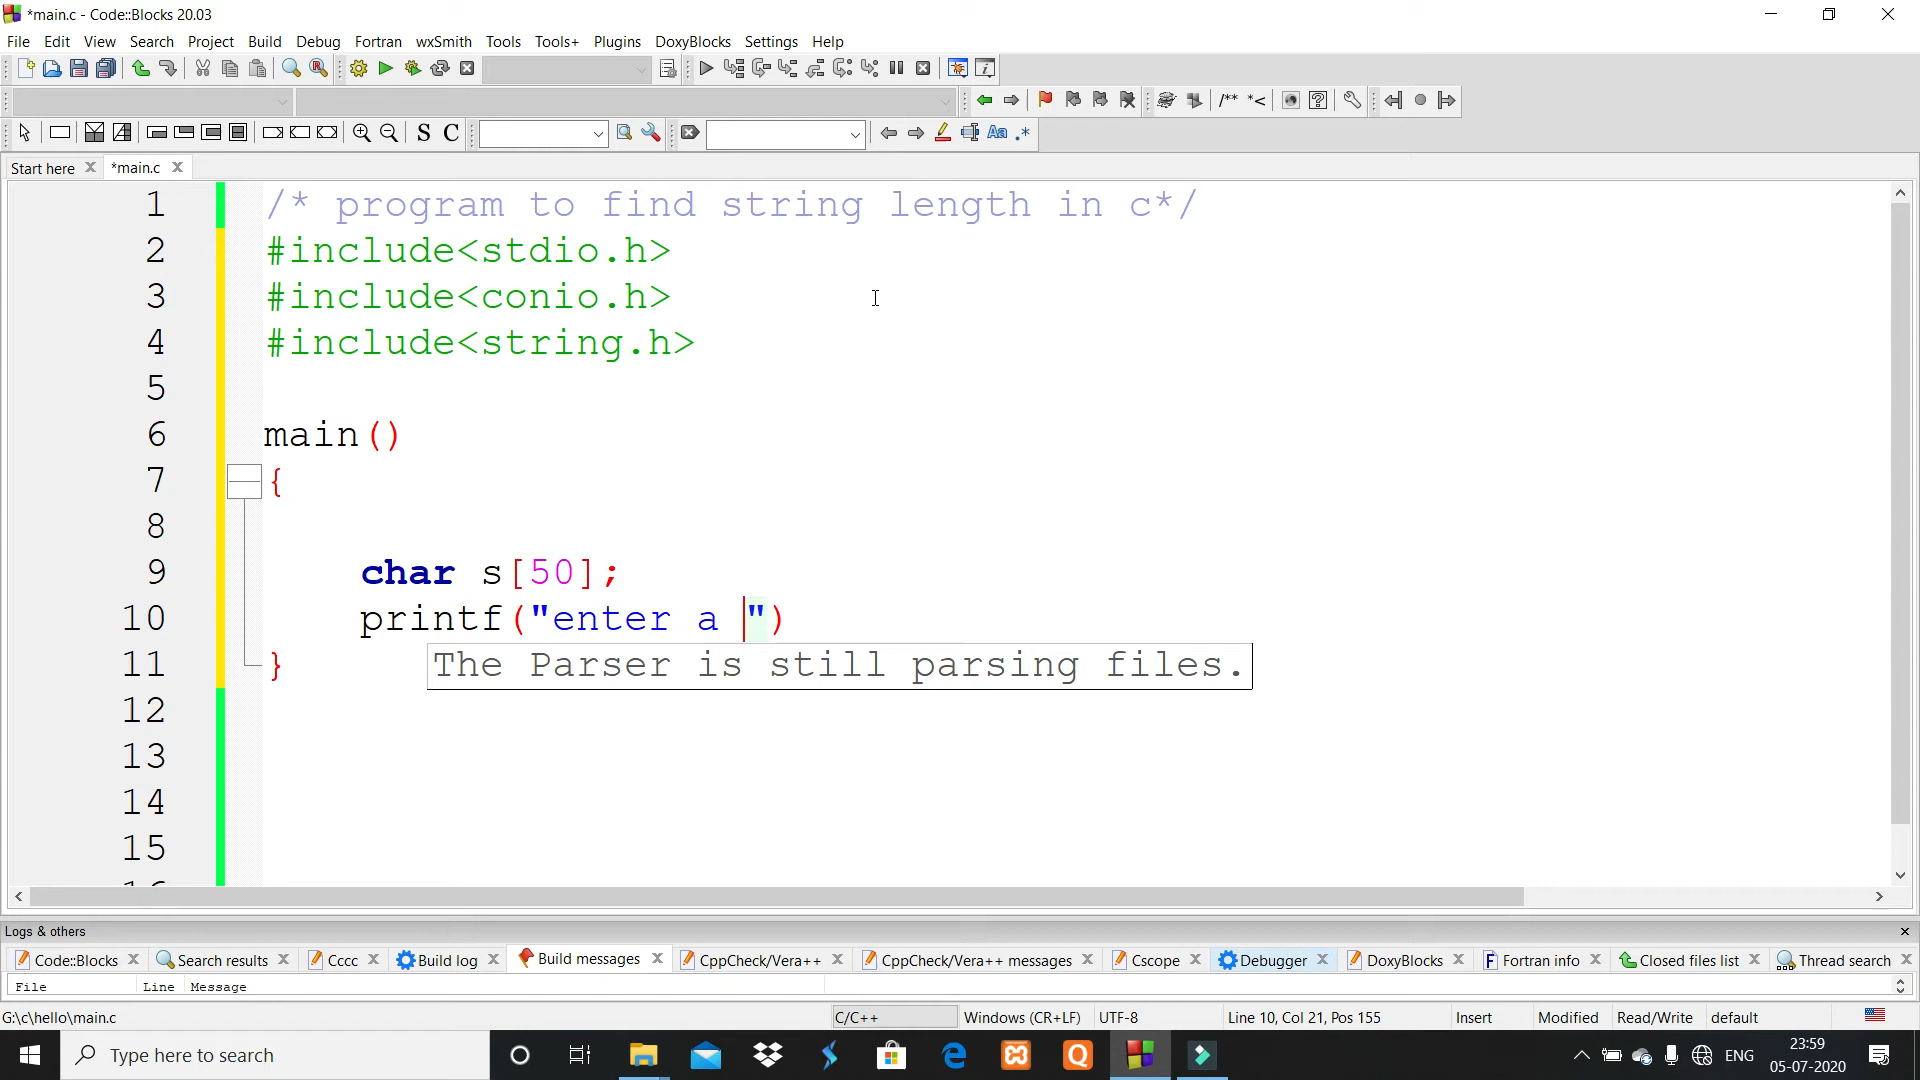 *main.c - Code::Blocks 20.03
File Edit View Search Project Build Debug Fortran wxSmith Tools Tools+ Plugins DoxyBlocks Settings Help
/** *<
S C Aa .*
Start here *main.c
1 /* program to find string length in c*/
2 #include<stdio.h>
3 #include<conio.h>
4 #include<string.h>
5
6 main()
7 {
8
9 char s[50];
10 printf("enter a ")
The Parser is still parsing files.
11 }
12
13
14
15
Logs & others
Code::Blocks Search results Cccc Build log Build messages CppCheck/Vera++ CppCheck/Vera++ messages Cscope Debugger DoxyBlocks Fortran info Closed files list Thread search
File Line Message
G:\c\hello\main.c C/C++ Windows (CR+LF) UTF-8 Line 10, Col 21, Pos 155 Insert Modified Read/Write default
Type here to search ENG 23:59
05-07-2020